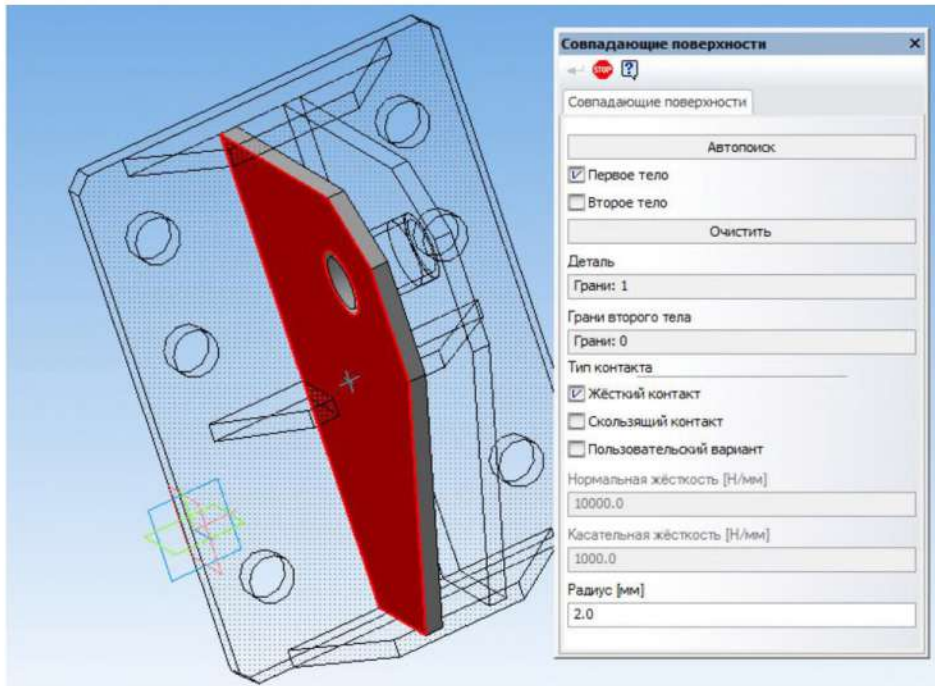 Совпадающие поверхности
STOP ?
Совпадающие поверхности
Автопоиск
Первое тело
Второе тело
Очистить
Деталь
Грани: 1
Грани второго тела
Грани: 0
Тип контакта
Жёсткий контакт
Скользящий контакт
Пользовательский вариант
Нормальная жёсткость [Н/мм]
10000.0
Касательная жёсткость [Н/мм]
1000.0
Радиус [мм]
2.0